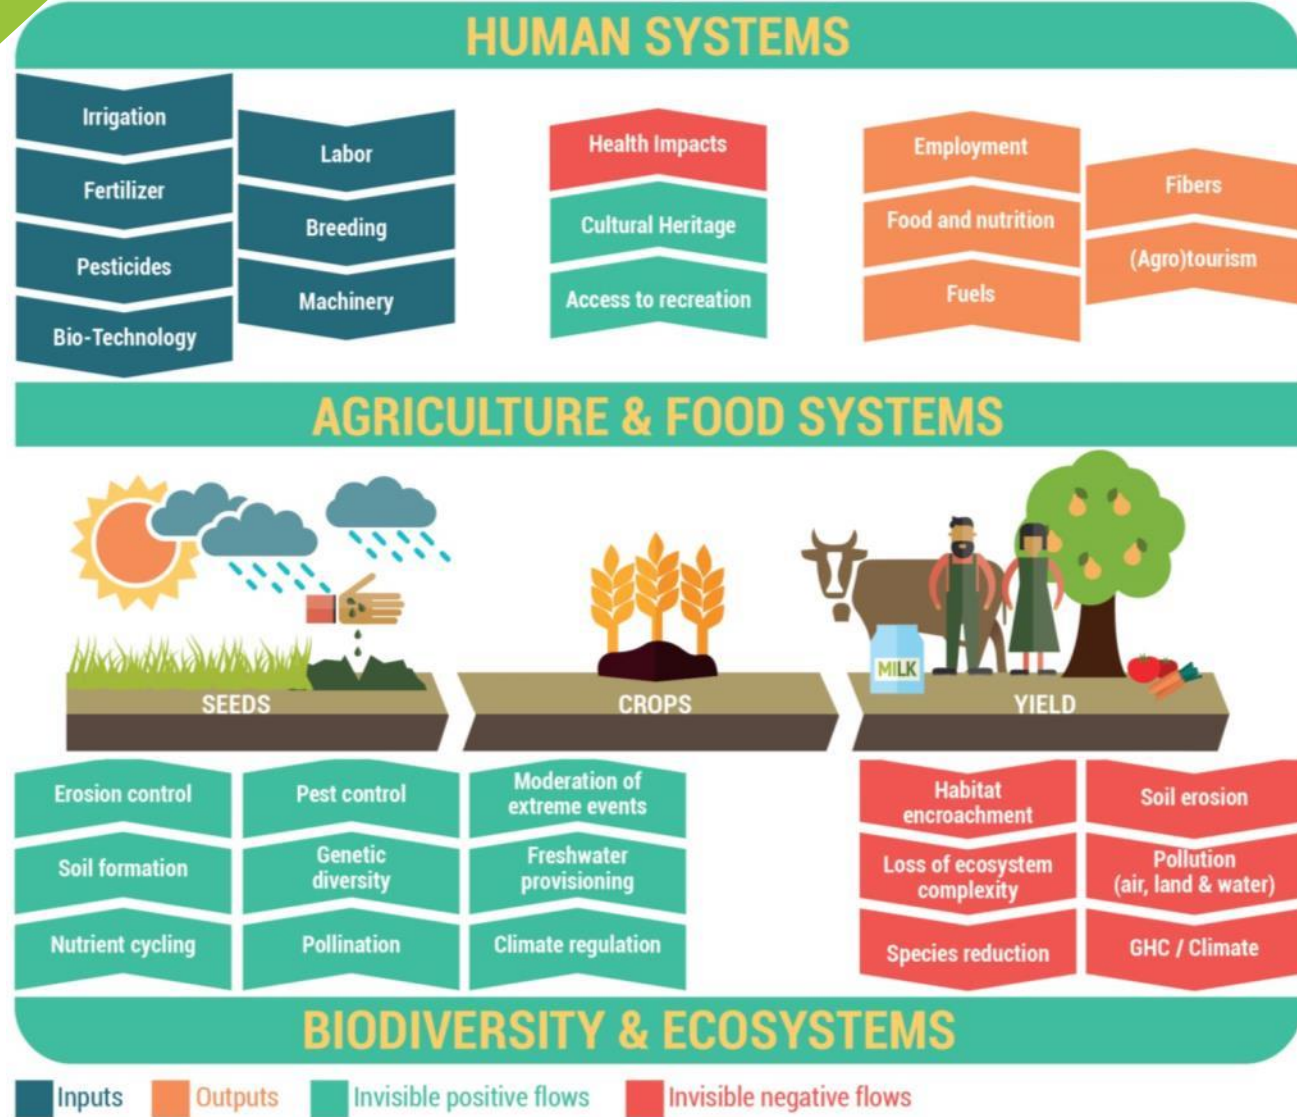 HUMAN SYSTEMS
Irrigation
Fertilizer
Pesticides
Bio-Technology
Labor
Breeding
Machinery
Health Impacts
Cultural Heritage
Access to recreation
Employment
Food and nutrition
Fuels
Fibers
(Agro)tourism
AGRICULTURE & FOOD SYSTEMS
MILK
SEEDS
CROPS
YIELD
Erosion control
Soil formation
Nutrient cycling
Pest control
Genetic
diversity
Pollination
Moderation of
extreme events
Freshwater
provisioning
Climate regulation
Habitat
encroachment
Loss of ecosystem
complexity
Species reduction
Soil erosion
Pollution
(air, land & water)
GHC / Climate
BIODIVERSITY & ECOSYSTEMS
Inputs
Outputs
Invisible positive flows
Invisible negative flows